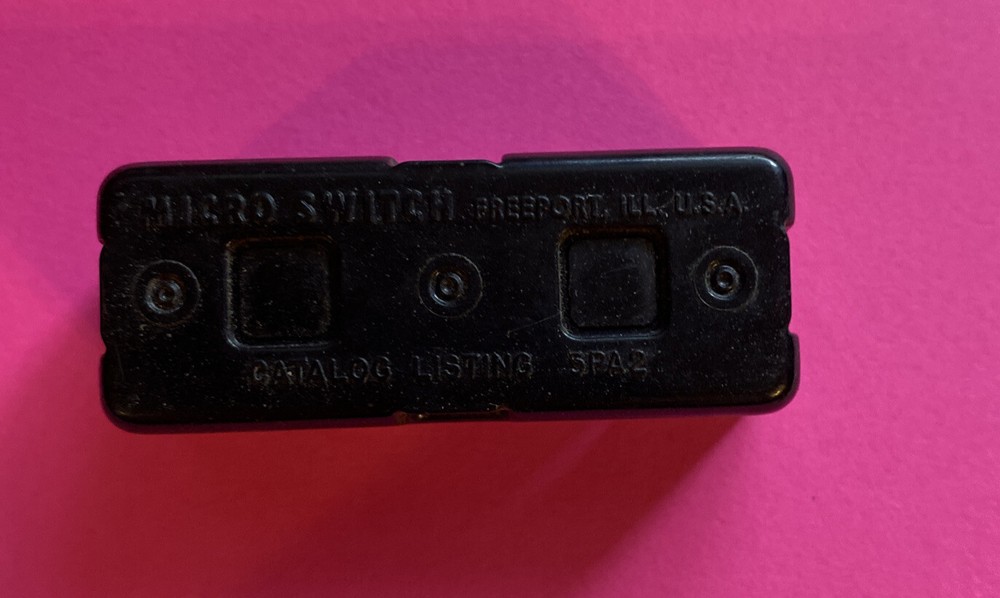 MICRO SWITCH FREEPORT, ILL., U.S.A.
CATALOG LISTING 5PA2